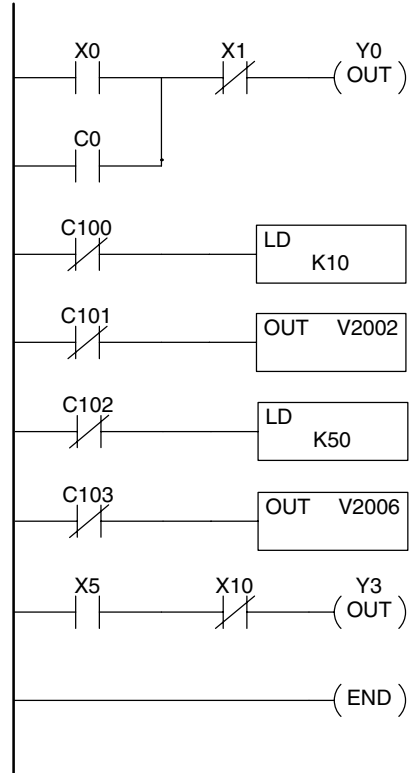 X0 X1 Y0
OUT
C0
C100
LD
K10
C101
OUT V2002
C102
LD
K50
C103
OUT V2006
X5 X10 Y3
OUT
END